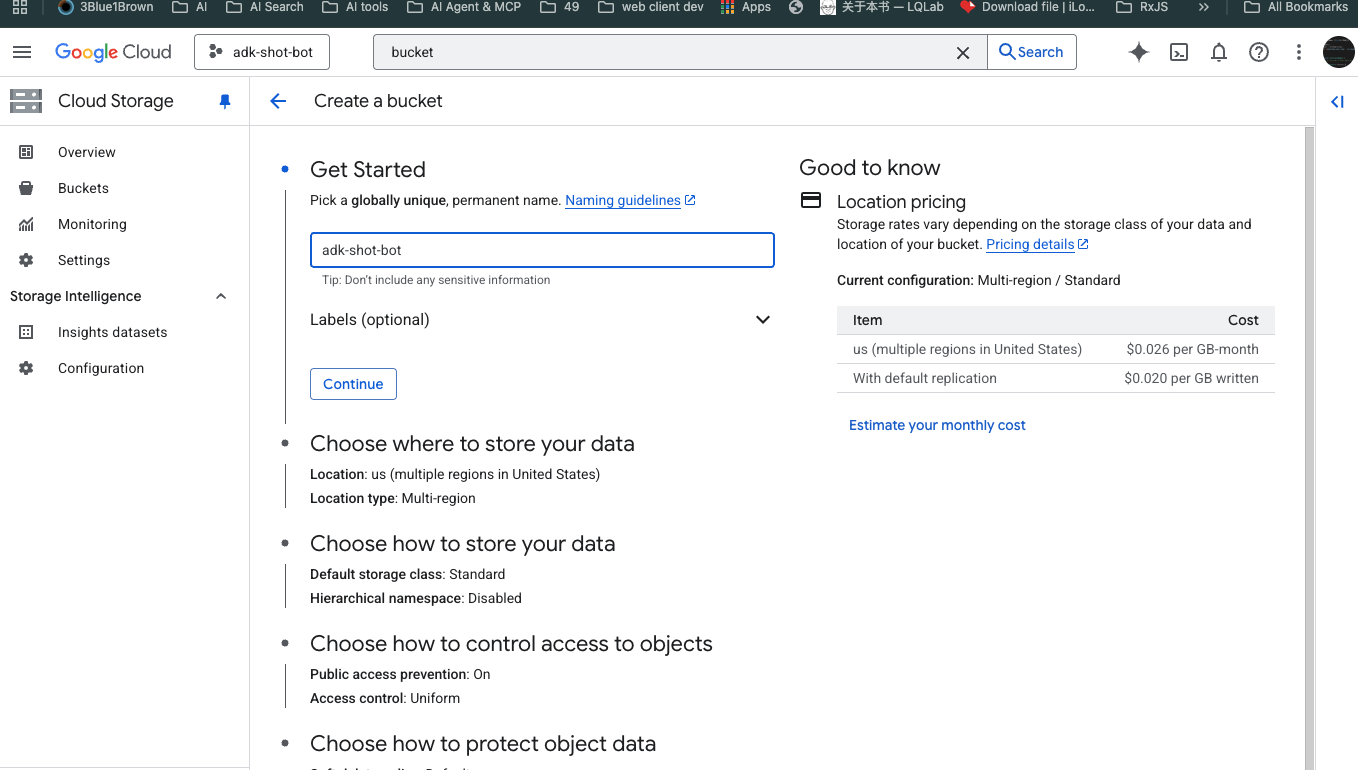 3Blue1Brown AI AI Search AI tools AI Agent & MCP 49 web client dev Apps 关于本书 — LQLab Download file | iLo... RxJS » All Bookmarks
Google Cloud adk-shot-bot bucket Search
Cloud Storage
Overview
Buckets
Monitoring
Settings
Storage Intelligence
Insights datasets
Configuration
Create a bucket
Get Started
Pick a globally unique, permanent name. Naming guidelines
adk-shot-bot
Tip: Don't include any sensitive information
Labels (optional)
Continue
Choose where to store your data
Location: us (multiple regions in United States)
Location type: Multi-region
Choose how to store your data
Default storage class: Standard
Hierarchical namespace: Disabled
Choose how to control access to objects
Public access prevention: On
Access control: Uniform
Choose how to protect object data
Good to know
Location pricing
Storage rates vary depending on the storage class of your data and
location of your bucket. Pricing details
Current configuration: Multi-region / Standard
Item Cost
us (multiple regions in United States) $0.026 per GB-month
With default replication $0.020 per GB written
Estimate your monthly cost